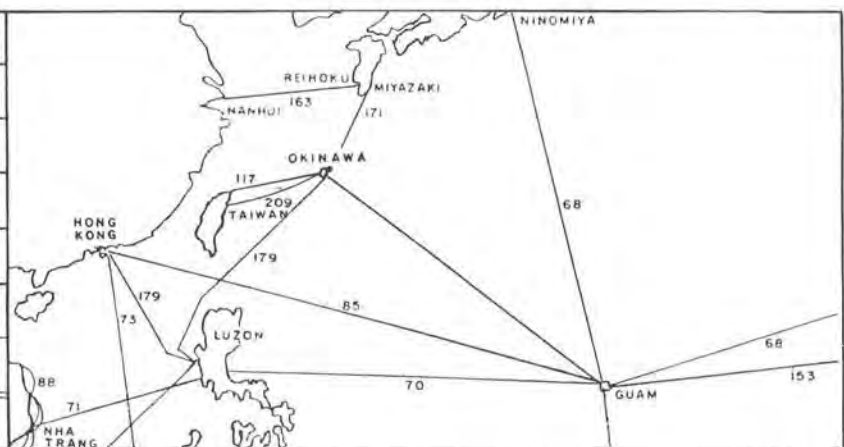 NINOMIYA
REIHOKU
MIYAZAKI
163
NANHUI
171
OKINAWA
117
209
TAIWAN
68
HONG
KONG
179
179
85
73
LUZON
68
88
70
153
71
GUAM
NHA
TRANG